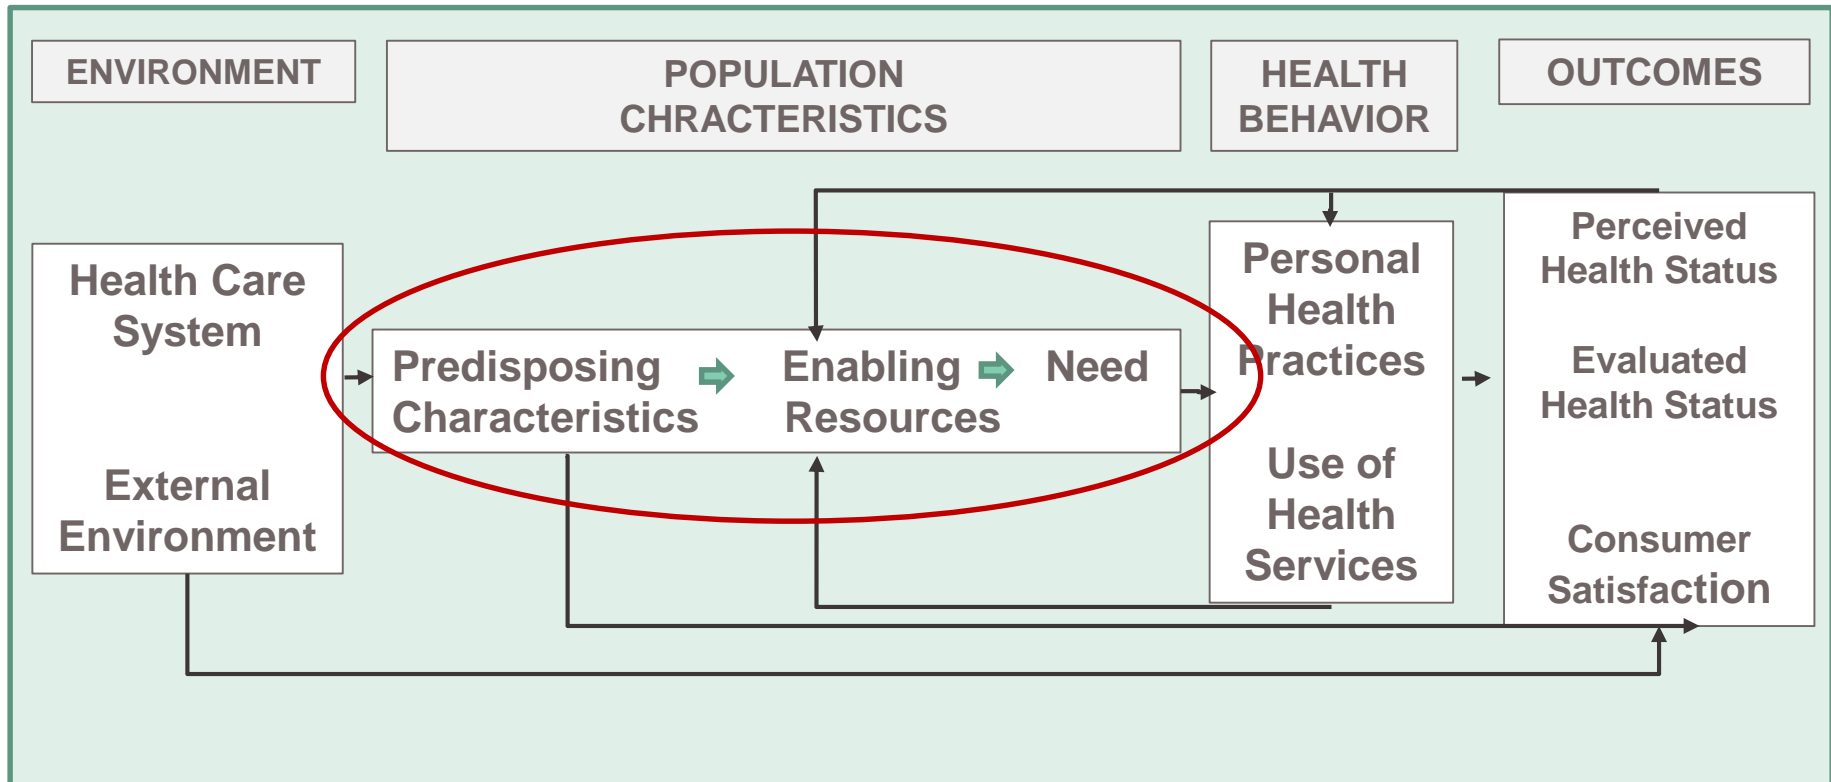 ENVIRONMENT
POPULATION
CHRACTERISTICS
HEALTH
BEHAVIOR
OUTCOMES
Health Care
System
External
Environment
Predisposing
Characteristics
Enabling
Resources
Need
Personal
Health
Practices
Use of
Health
Services
Perceived
Health Status
Evaluated
Health Status
Consumer
Satisfaction